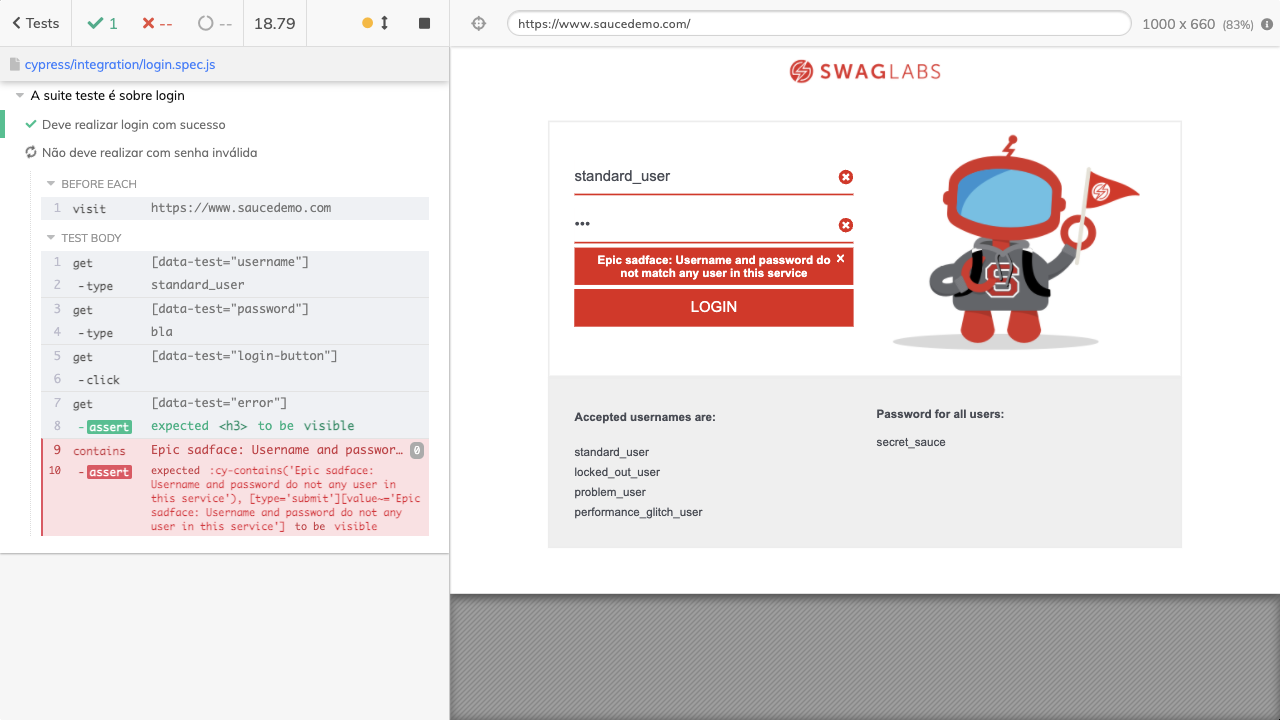 Tests
1
--
--
18.79
https://www.saucedemo.com/
1000 x 660 (83%)
cypress/integration/login.spec.js
A suite teste é sobre login
Deve realizar login com sucesso
Não deve realizar com senha inválida
BEFORE EACH
1 visit https://www.saucedemo.com
TEST BODY
1 get [data-test="username"]
2 -type standard_user
3 get [data-test="password"]
4 -type bla
5 get [data-test="login-button"]
6 -click
7 get [data-test="error"]
8 -assert expected <h3> to be visible
9 contains Epic sadface: Username and passwor… 0
10 -assert expected :cy-contains('Epic sadface:
Username and password do not any user in
this service'), [type='submit'][value~='Epic
sadface: Username and password do not any
user in this service'] to be visible
SWAGLABS
standard_user
•••
Epic sadface: Username and password do
not match any user in this service
LOGIN
Accepted usernames are:
standard_user
locked_out_user
problem_user
performance_glitch_user
Password for all users:
secret_sauce